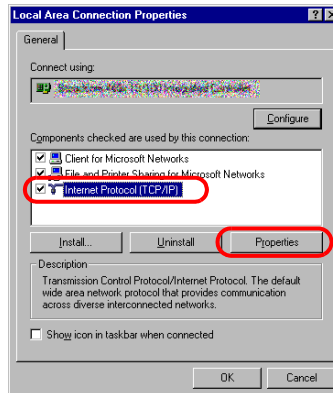 Local Area Connection Properties
General
Connect using:
Configure
Components checked are used by this connection:
Client for Microsoft Networks
File and Printer Sharing for Microsoft Networks
Internet Protocol (TCP/IP)
Install... Uninstall Properties
Description
Transmission Control Protocol/Internet Protocol. The default
wide area network protocol that provides communication
across diverse interconnected networks.
Show icon in taskbar when connected
OK Cancel